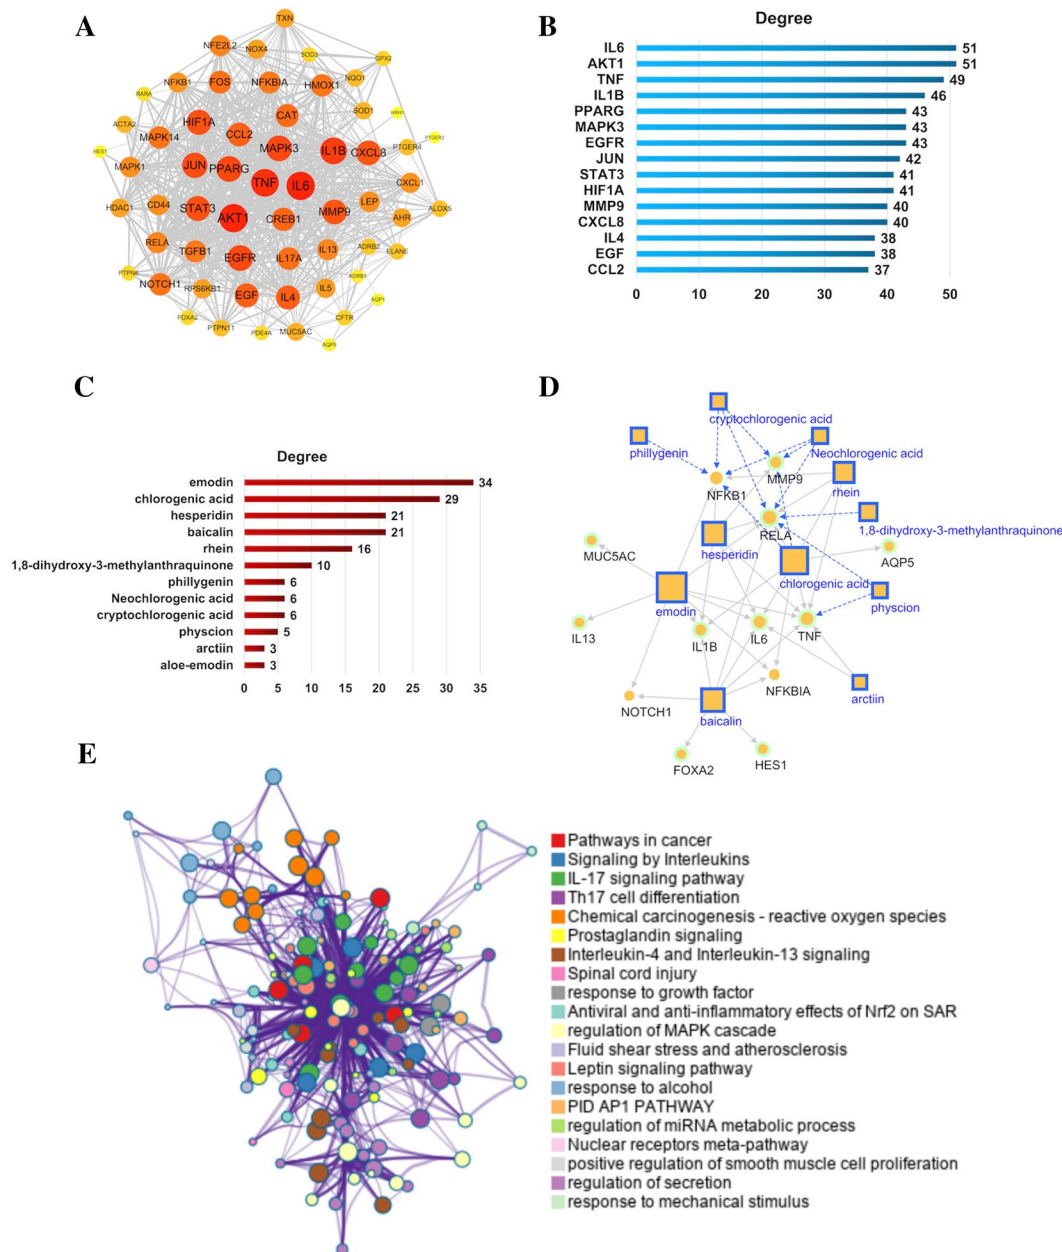 A
TXN
NFE2L2
NOX4
SOD3
GPX2
NFKB1
FOS
NFKBIA
HMOX1
NQO1
RARA
HIF1A
CAT
SOD1
HRH1
ACTA2
MAPK14
CCL2
MAPK3
IL1B
CXCL8
PTGER4
PTGER2
HES1
MAPK1
JUN
PPARG
TNF
IL6
CXCL1
HDAC1
CD44
STAT3
AKT1
CREB1
MMP9
LEP
AHR
ALOX5
RELA
TGFB1
EGFR
IL17A
IL13
ADRB2
ELANE
PTPN6
NOTCH1
RPS6KB1
EGF
IL4
IL5
ADRB1
AQP1
FOXA2
PTPN11
PDE4A
MUC5AC
CFTR
AQP5
B
Degree
IL6 51
AKT1 51
TNF 49
IL1B 46
PPARG 43
MAPK3 43
EGFR 43
JUN 42
STAT3 41
HIF1A 41
MMP9 40
CXCL8 40
IL4 38
EGF 38
CCL2 37
0 10 20 30 40 50
C
Degree
emodin 34
chlorogenic acid 29
hesperidin 21
baicalin 21
rhein 16
1,8-dihydroxy-3-methylanthraquinone 10
phillygenin 6
Neochlorogenic acid 6
cryptochlorogenic acid 6
physcion 5
arctiin 3
aloe-emodin 3
0 5 10 15 20 25 30 35
D
cryptochlorogenic acid
phillygenin
Neochlorogenic acid
MMP9
NFKB1
rhein
1,8-dihydroxy-3-methylanthraquinone
RELA
hesperidin
MUC5AC
AQP5
chlorogenic acid
emodin
physcion
IL13
IL1B
IL6
TNF
NFKBIA
NOTCH1
arctiin
baicalin
FOXA2
HES1
E
Pathways in cancer
Signaling by Interleukins
IL-17 signaling pathway
Th17 cell differentiation
Chemical carcinogenesis - reactive oxygen species
Prostaglandin signaling
Interleukin-4 and Interleukin-13 signaling
Spinal cord injury
response to growth factor
Antiviral and anti-inflammatory effects of Nrf2 on SAR
regulation of MAPK cascade
Fluid shear stress and atherosclerosis
Leptin signaling pathway
response to alcohol
PID AP1 PATHWAY
regulation of miRNA metabolic process
Nuclear receptors meta-pathway
positive regulation of smooth muscle cell proliferation
regulation of secretion
response to mechanical stimulus